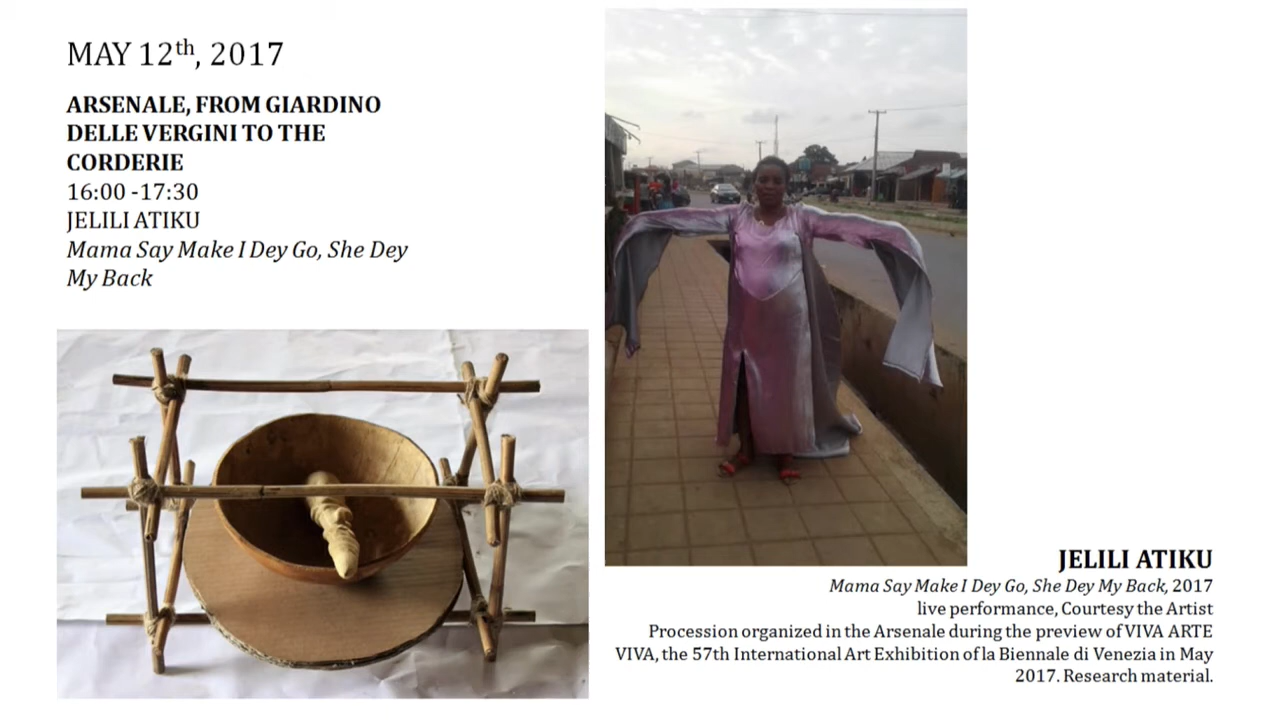 MAY 12th, 2017
ARSENALE, FROM GIARDINO
DELLE VERGINI TO THE
CORDERIE
16:00 -17:30
JELILI ATIKU
Mama Say Make I Dey Go, She Dey
My Back
JELILI ATIKU
Mama Say Make I Dey Go, She Dey My Back, 2017
live performance, Courtesy the Artist
Procession organized in the Arsenale during the preview of VIVA ARTE
VIVA, the 57th International Art Exhibition of la Biennale di Venezia in May
2017. Research material.